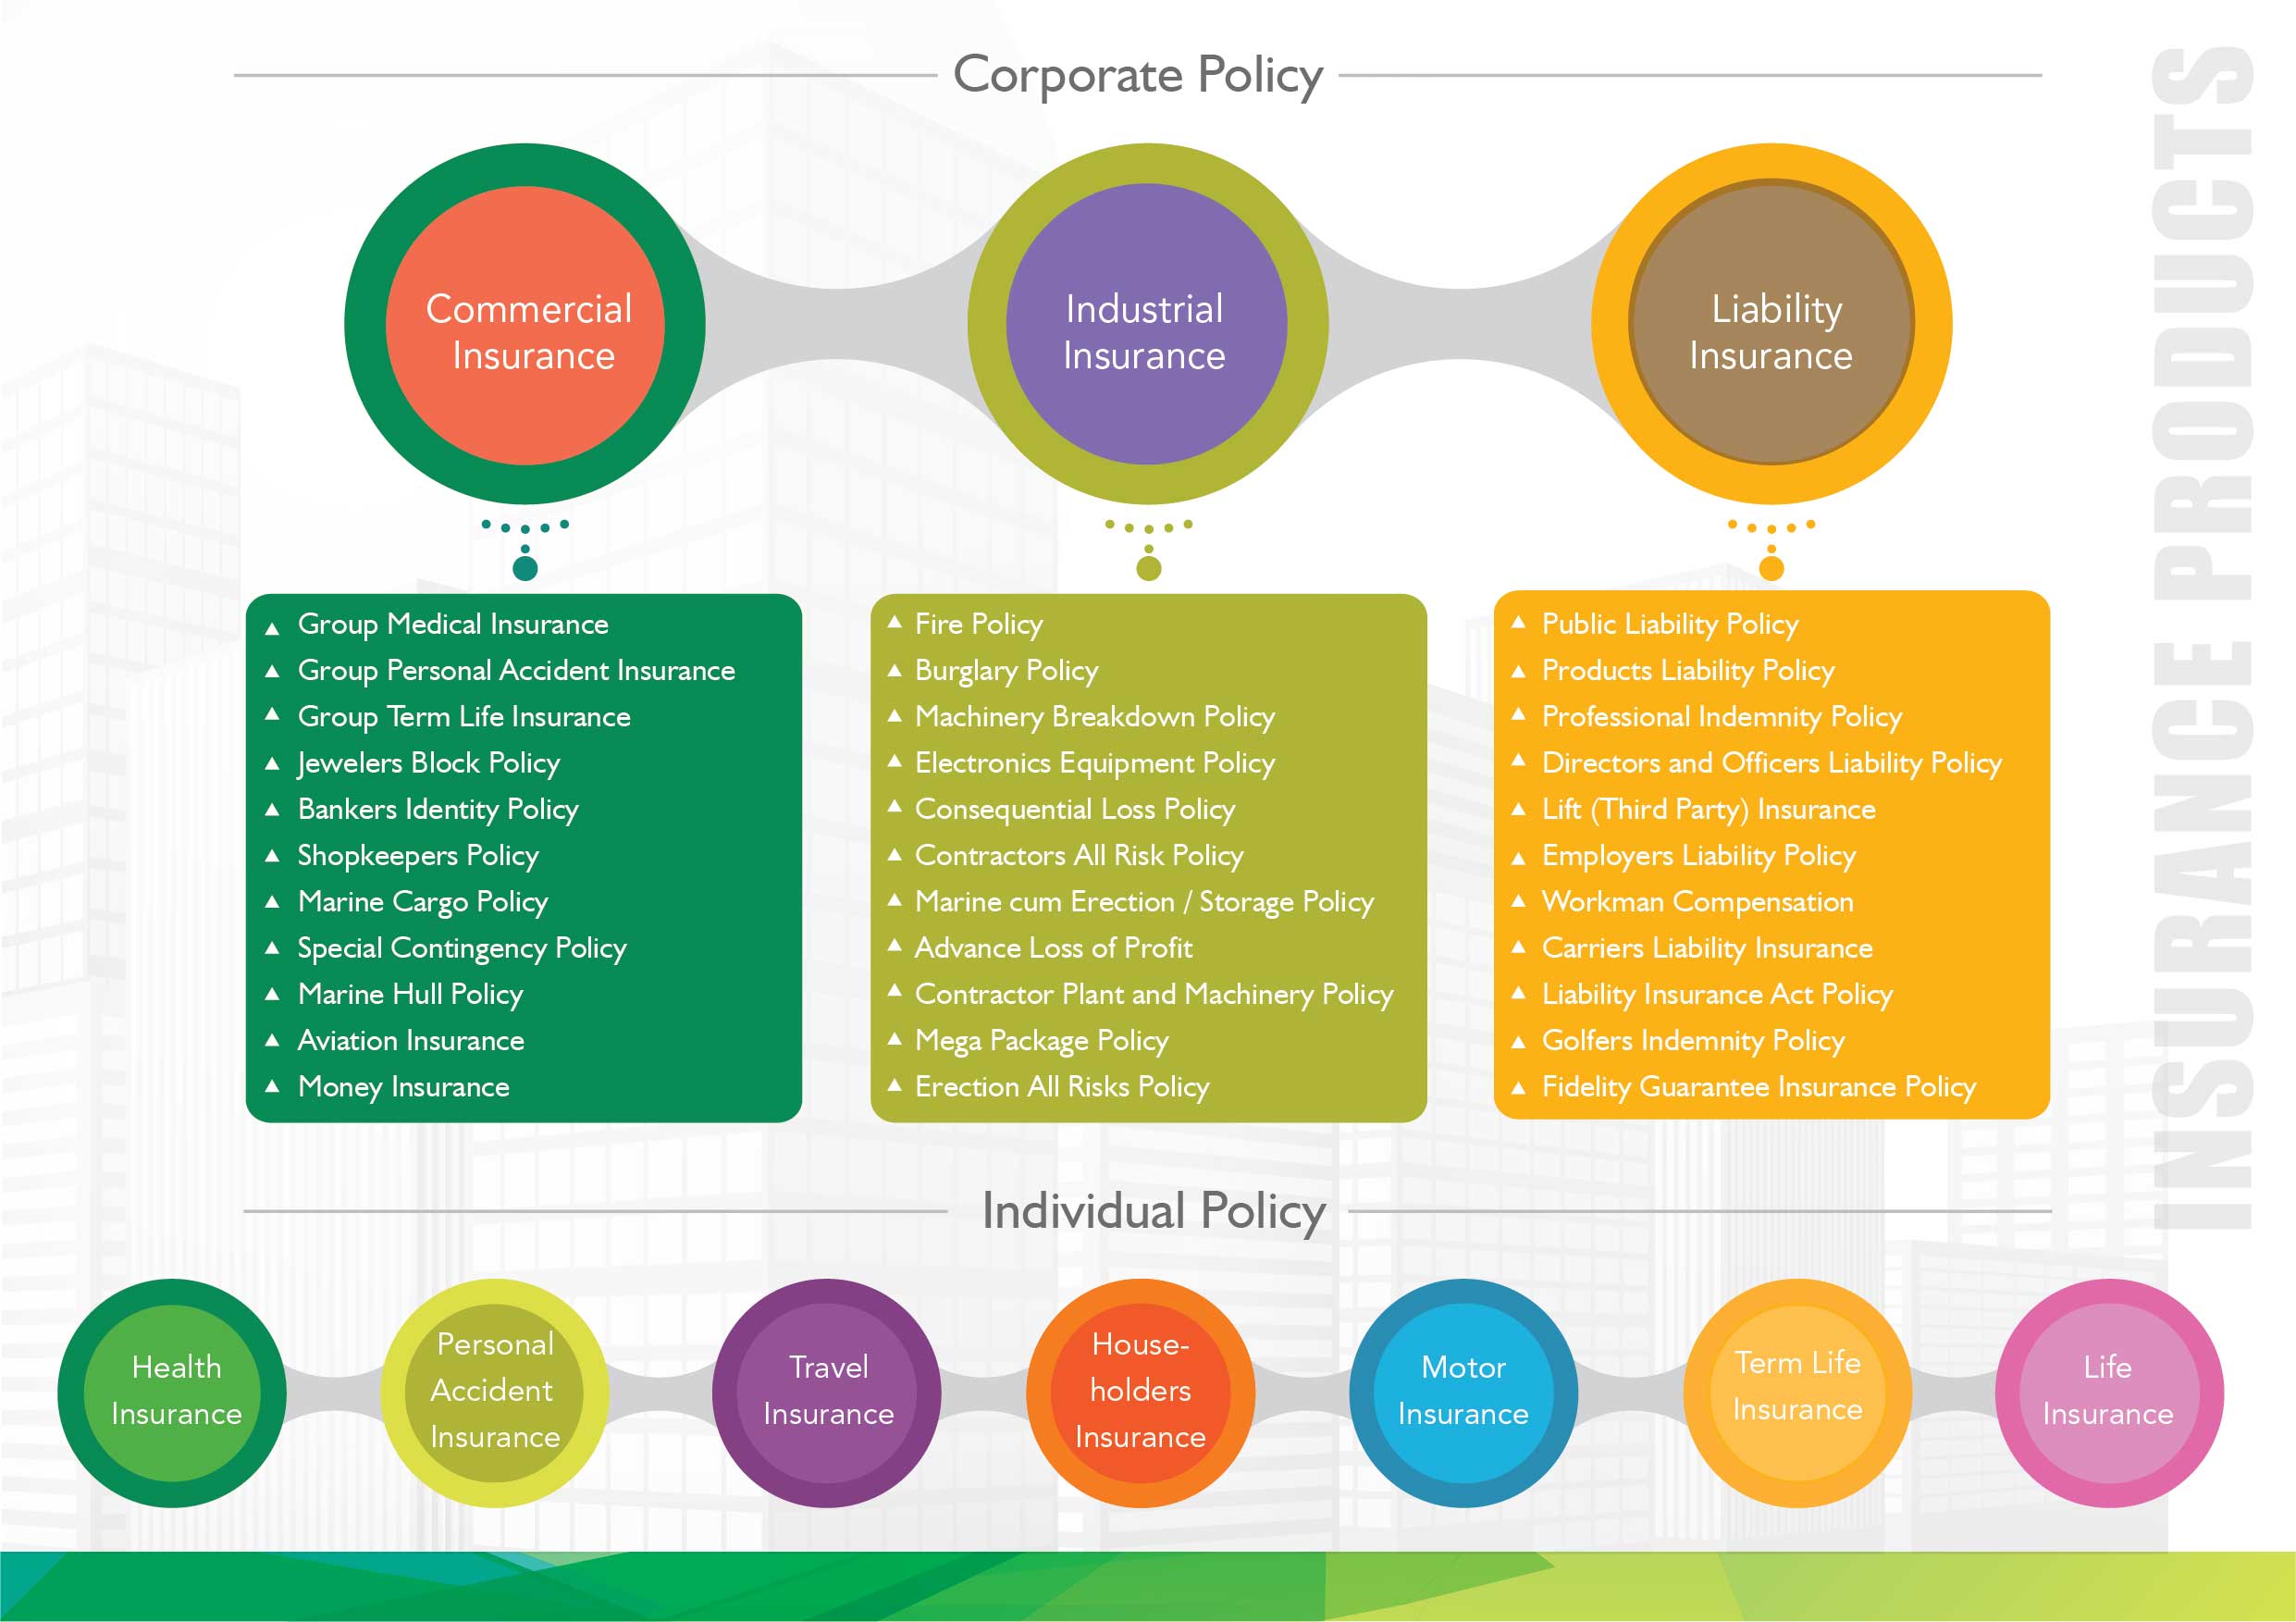 Corporate Policy
Commercial
Insurance
Industrial
Insurance
Liability
Insurance
Group Medical Insurance
Group Personal Accident Insurance
Group Term Life Insurance
Jewelers Block Policy
Bankers Identity Policy
Shopkeepers Policy
Marine Cargo Policy
Special Contingency Policy
Marine Hull Policy
Aviation Insurance
Money Insurance
Fire Policy
Burglary Policy
Machinery Breakdown Policy
Electronics Equipment Policy
Consequential Loss Policy
Contractors All Risk Policy
Marine cum Erection / Storage Policy
Advance Loss of Profit
Contractor Plant and Machinery Policy
Mega Package Policy
Erection All Risks Policy
Public Liability Policy
Products Liability Policy
Professional Indemnity Policy
Directors and Officers Liability Policy
Lift (Third Party) Insurance
Employers Liability Policy
Workman Compensation
Carriers Liability Insurance
Liability Insurance Act Policy
Golfers Indemnity Policy
Fidelity Guarantee Insurance Policy
INSURANCE PRODUCTS
Individual Policy
Health
Insurance
Personal
Accident
Insurance
Travel
Insurance
House-
holders
Insurance
Motor
Insurance
Term Life
Insurance
Life
Insurance